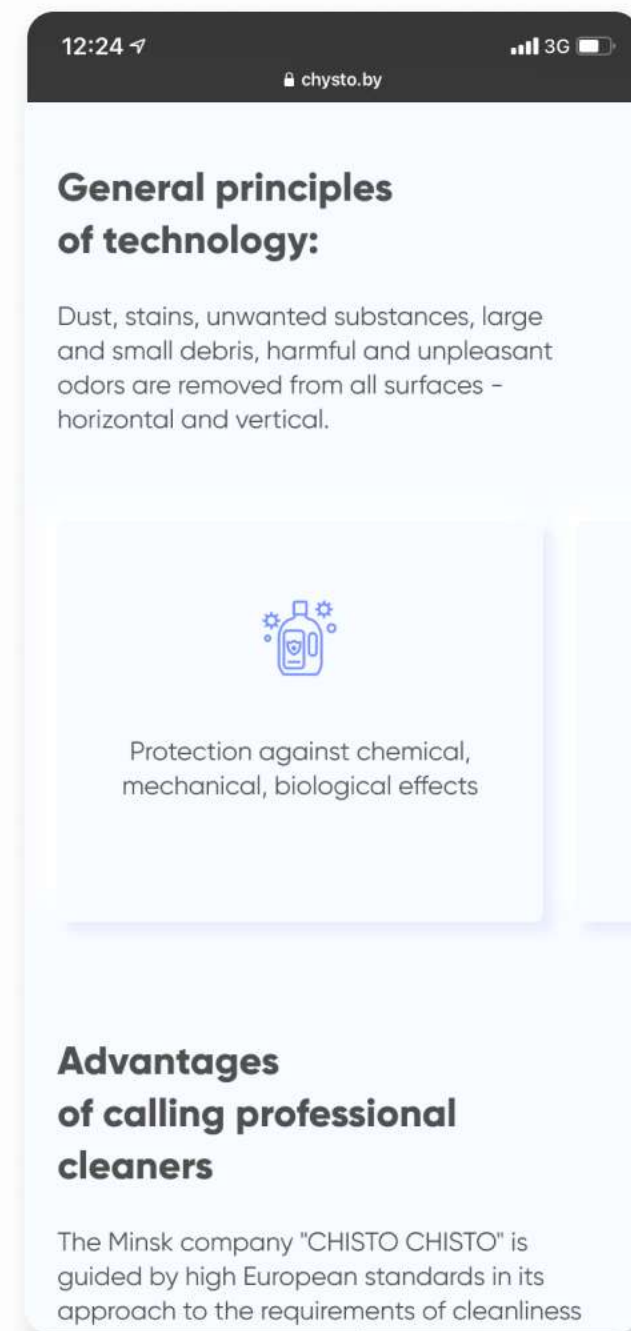 12:24
3G
chysto.by
General principles
of technology:
Dust, stains, unwanted substances, large
and small debris, harmful and unpleasant
odors are removed from all surfaces -
horizontal and vertical.
Protection against chemical,
mechanical, biological effects
Advantages
of calling professional
cleaners
The Minsk company "CHISTO CHISTO" is
guided by high European standards in its
approach to the requirements of cleanliness